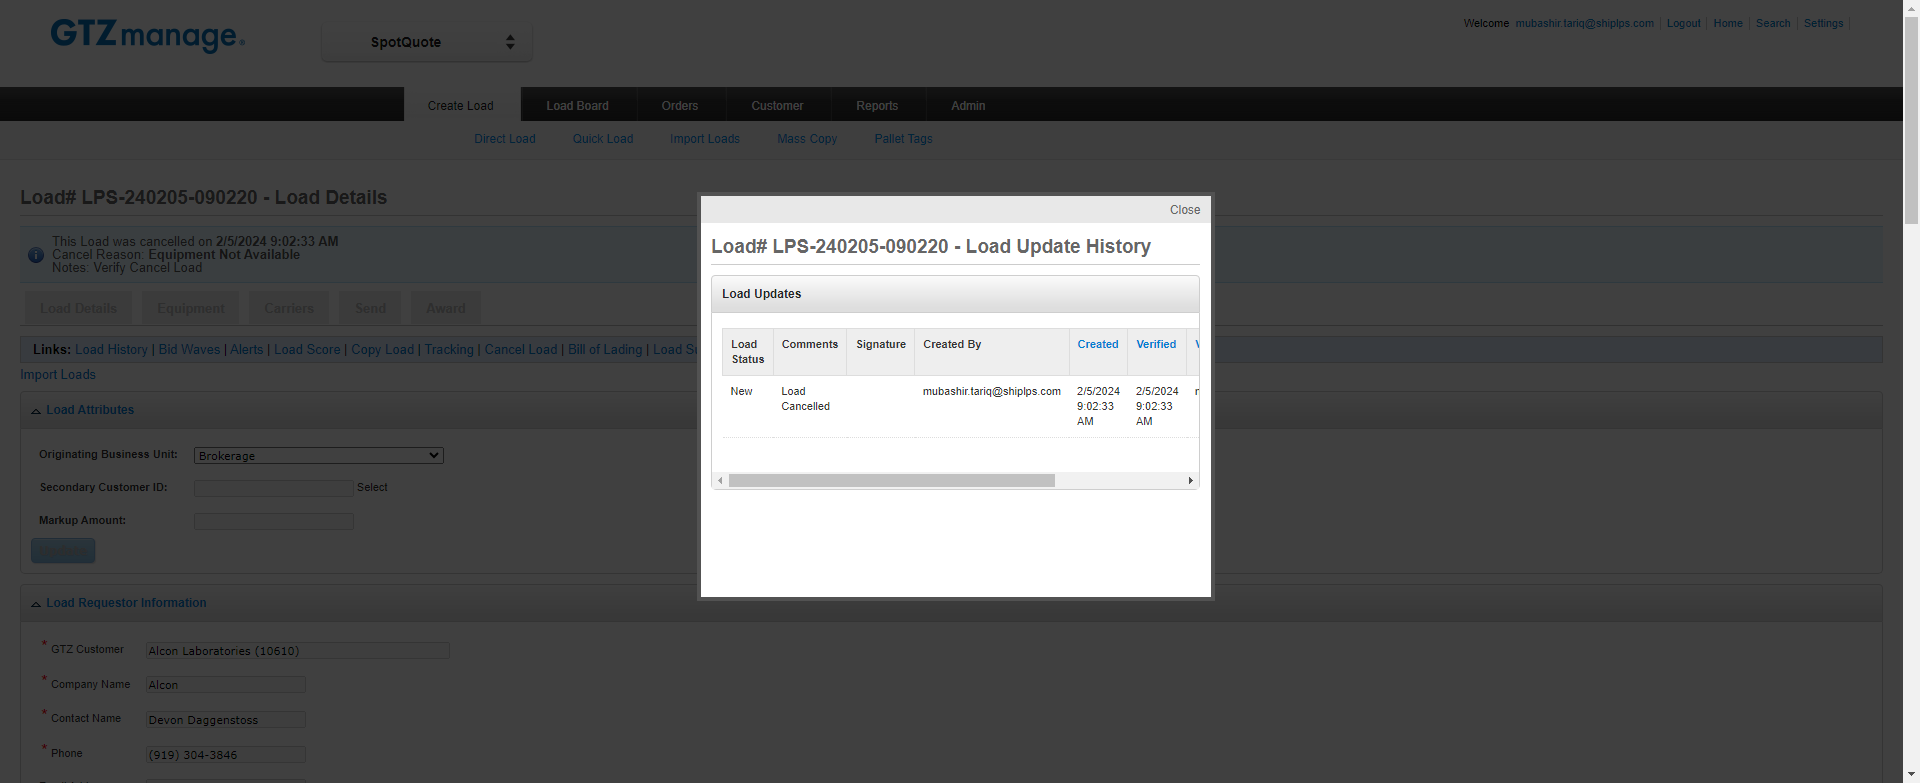 GTZmanage®
SpotQuote
Welcome mubashir.tariq@shiplps.com Logout Home Search Settings
Create Load Load Board Orders Customer Reports Admin
Direct Load Quick Load Import Loads Mass Copy Pallet Tags
Load# LPS-240205-090220 - Load Details
This Load was cancelled on 2/5/2024 9:02:33 AM
Cancel Reason: Equipment Not Available
Notes: Verify Cancel Load
Load Details Equipment Carriers Send Award
Links: Load History | Bid Waves | Alerts | Load Score | Copy Load | Tracking | Cancel Load | Bill of Lading | Load
Import Loads
Load Attributes
Originating Business Unit: Brokerage
Secondary Customer ID: Select
Markup Amount:
Load Requestor Information
* GTZ Customer Alcon Laboratories (10610)
* Company Name Alcon
* Contact Name Devon Daggenstoss
* Phone (919) 304-3846
Close
Load# LPS-240205-090220 - Load Update History
Load Updates
Load Status Comments Signature Created By Created Verified
New Load Cancelled mubashir.tariq@shiplps.com 2/5/2024 9:02:33 AM 2/5/2024 9:02:33 AM